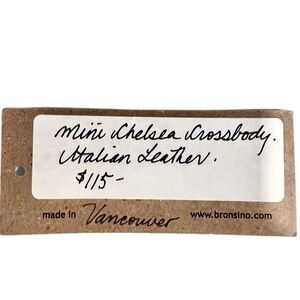 Mini Chelsea Crossbody.
Italian Leather.
$115-
made in Vancouver www.bronsino.com